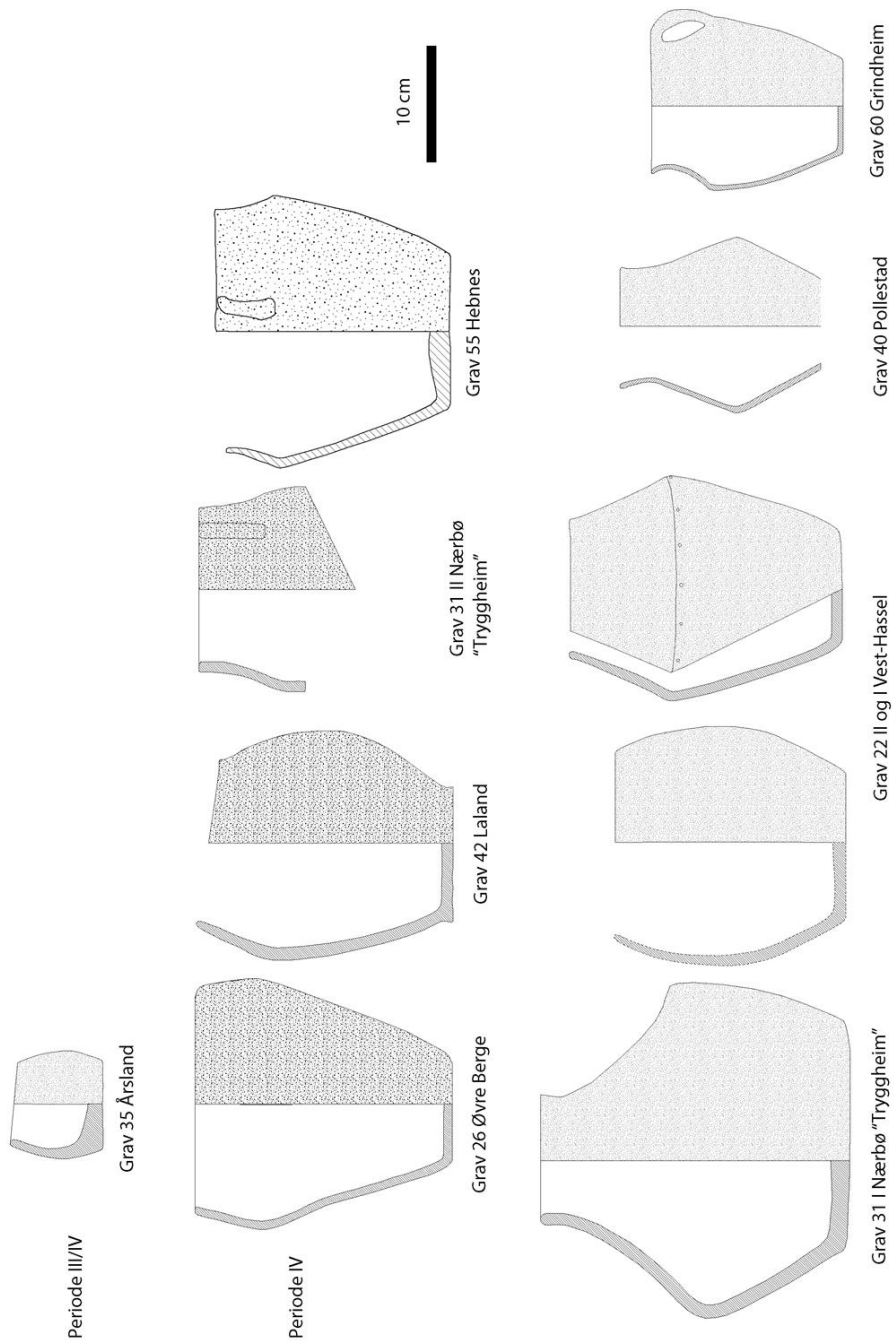 Periode III/IV
Grav 35 Årsland
Periode IV
Grav 26 Øvre Berge
Grav 42 Laland
Grav 31 II Nærbø
“Tryggheim”
Grav 55 Hebnes
10 cm
Grav 31 I Nærbø “Tryggheim”
Grav 22 II og I Vest-Hassel
Grav 40 Pollestad
Grav 60 Grindheim